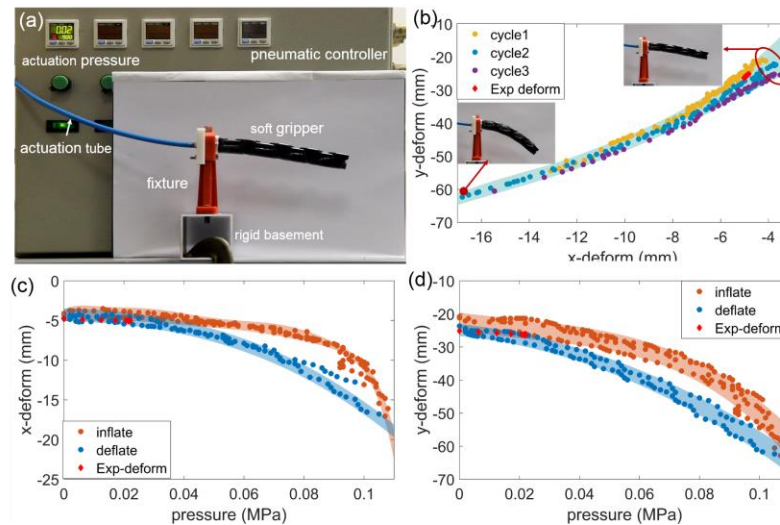 (a)
0.02
actuation pressure
pneumatic controller
soft gripper
actuation tube
fixture
rigid basement
(b)
cycle1
cycle2
cycle3
Exp deform
y-deform (mm)
-10
-20
-30
-40
-50
-60
-70
-16 -14 -12 -10 -8 -6 -4
x-deform (mm)
(c)
inflate
deflate
Exp-deform
x-deform (mm)
0
-5
-10
-15
-20
-25
0 0.02 0.04 0.06 0.08 0.1
pressure (MPa)
(d)
inflate
deflate
Exp-deform
y-deform (mm)
-10
-20
-30
-40
-50
-60
-70
0 0.02 0.04 0.06 0.08 0.1
pressure (MPa)